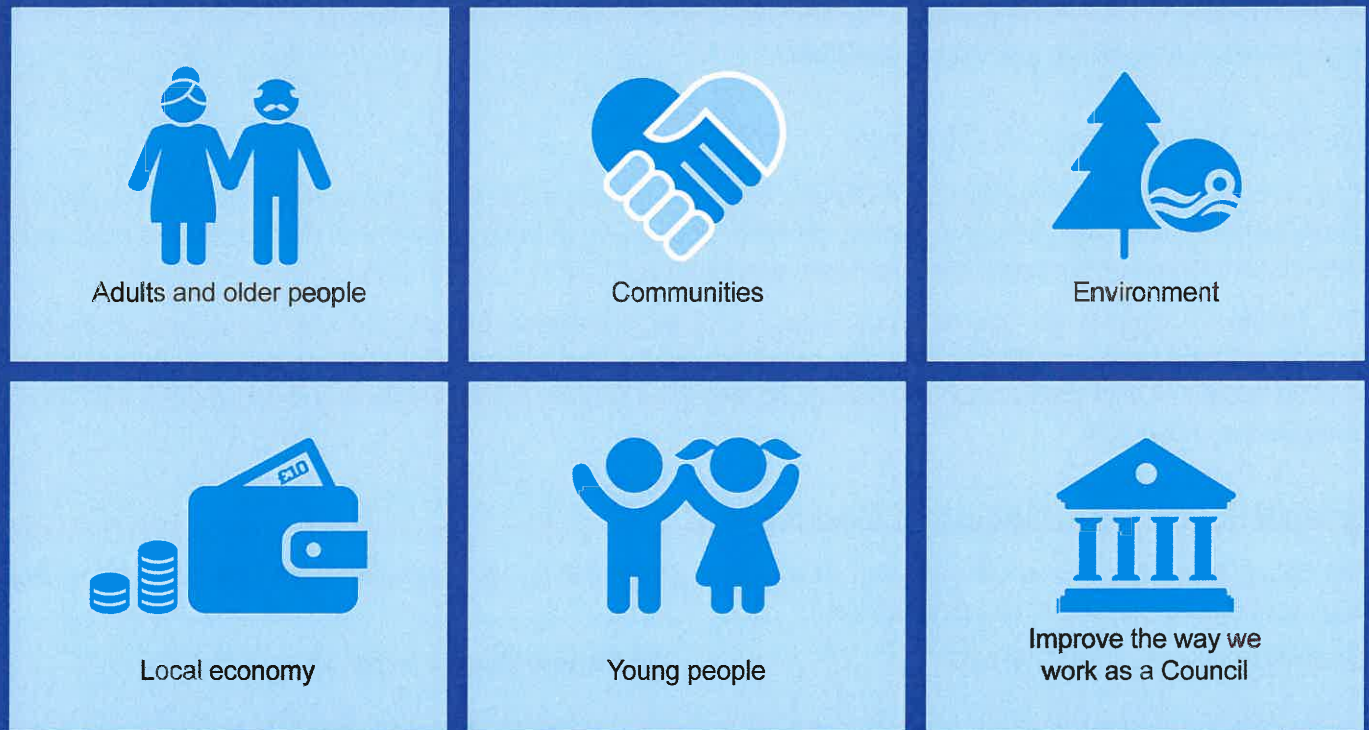 Adults and older people
Communities
Environment
£10
Local economy
Young people
Improve the way we
work as a Council